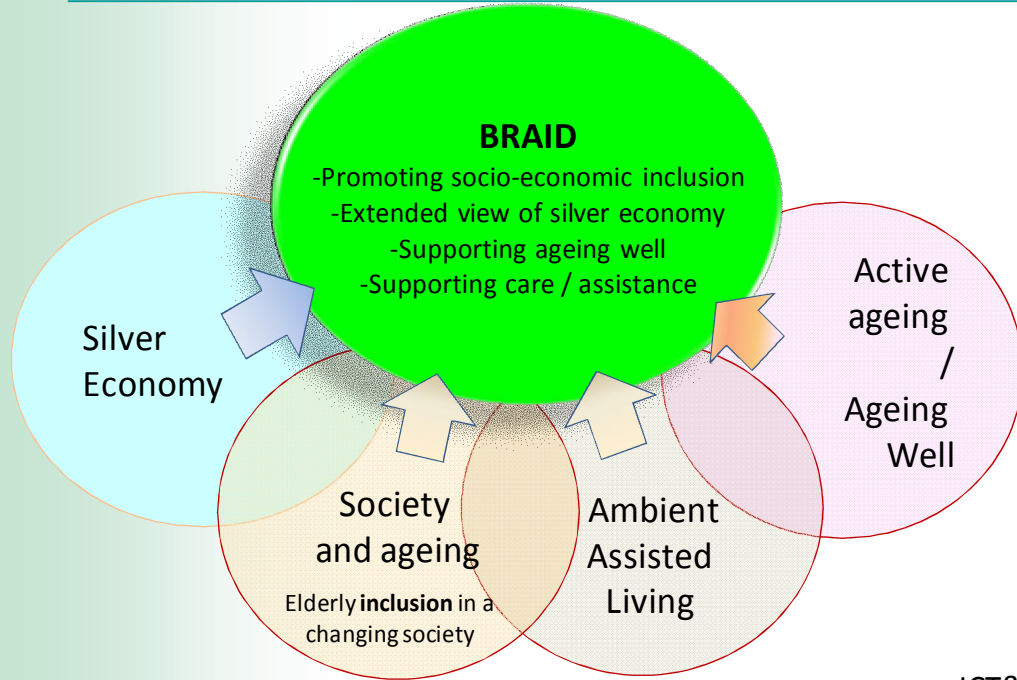 BRAID
-Promoting socio-economic inclusion
-Extended view of silver economy
-Supporting ageing well
-Supporting care / assistance
Silver
Economy
Society
and ageing
Elderly inclusion in a
changing society
Ambient
Assisted
Living
Active
ageing
/
Ageing
Well